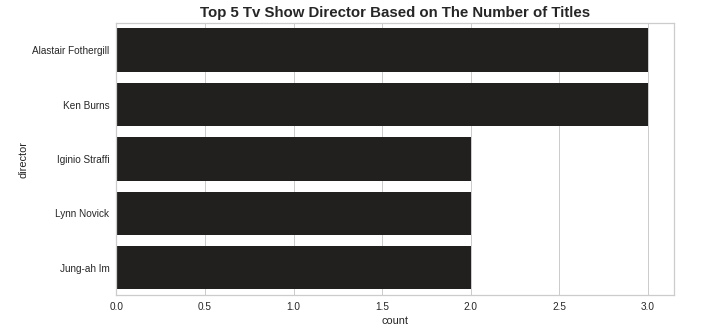 Top 5 Tv Show Director Based on The Number of Titles
director
Alastair Fothergill
Ken Burns
Iginio Straffi
Lynn Novick
Jung-ah Im
0.0 0.5 1.0 1.5 2.0 2.5 3.0
count